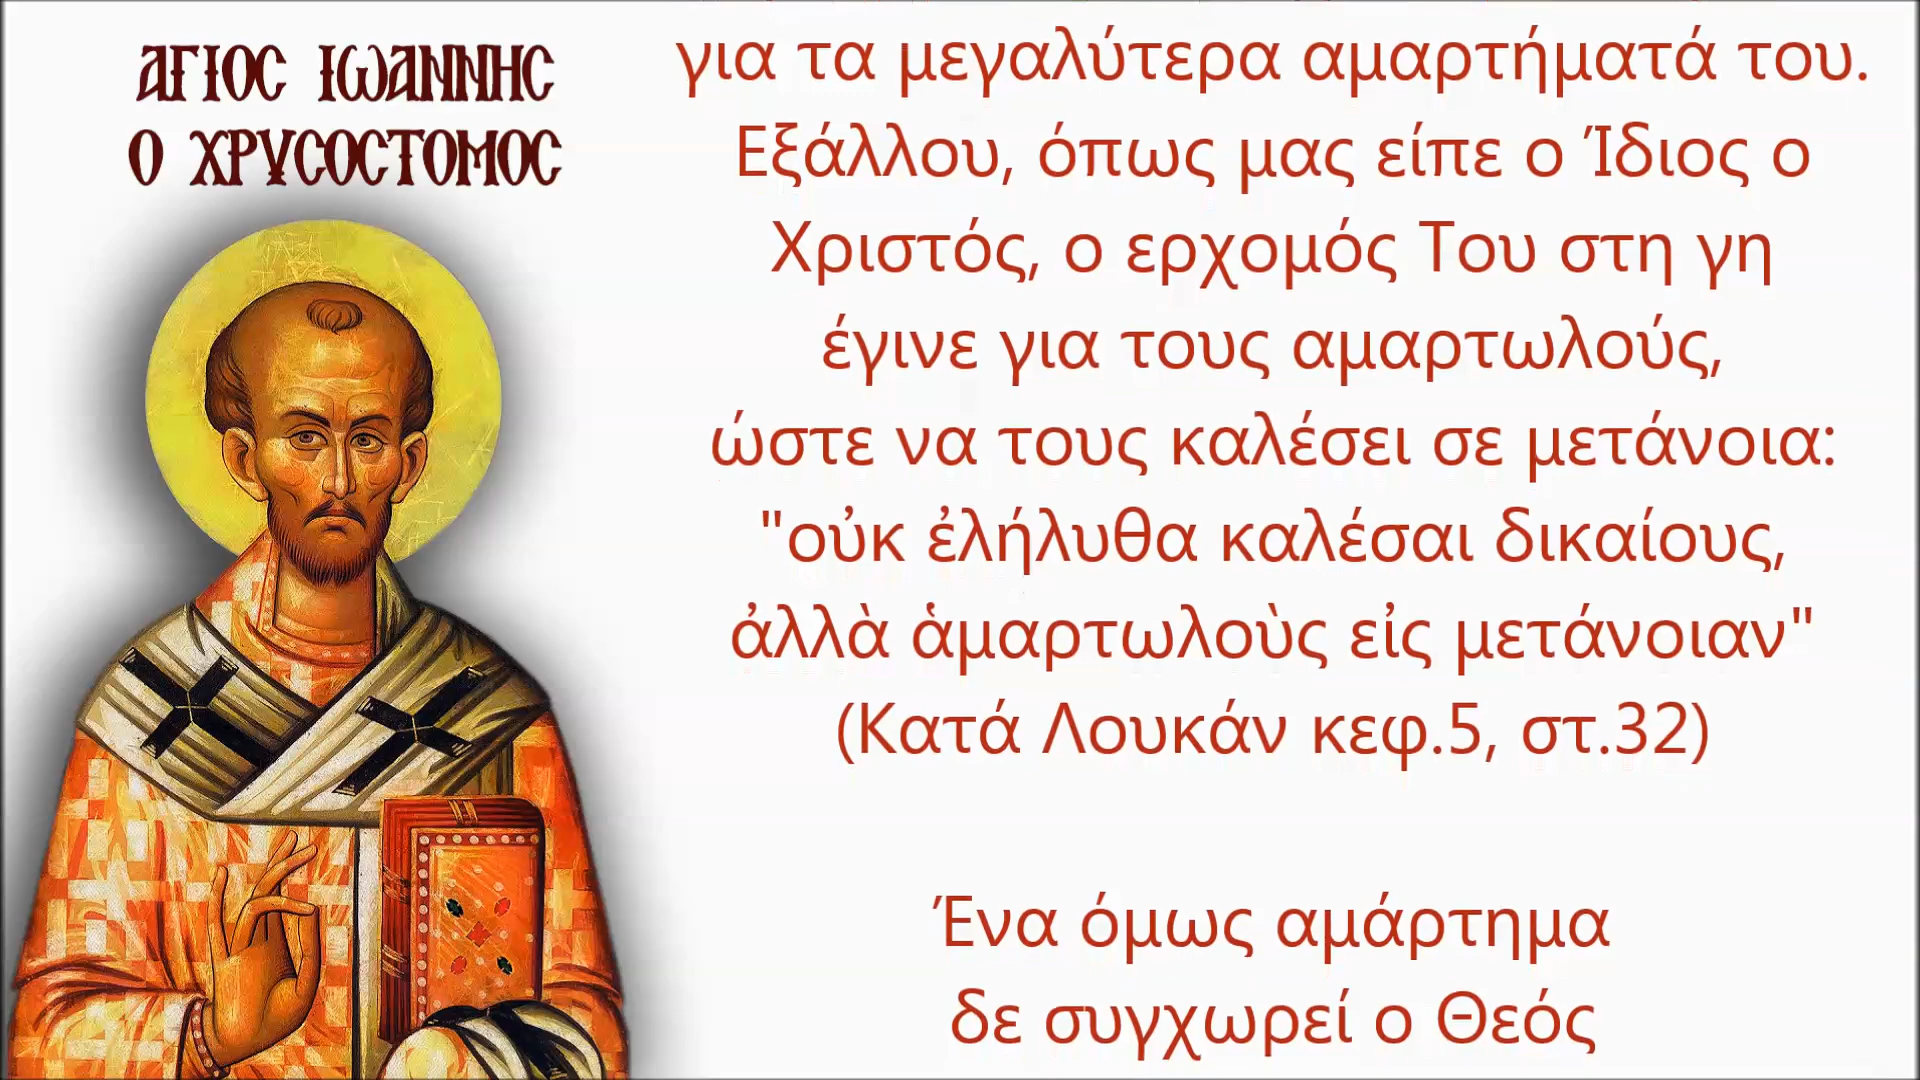 ΑΓΙΟΣ ΙΩΑΝΝΗΣ
Ο ΧΡΥΣΟΣΤΟΜΟΣ
για τα μεγαλύτερα αμαρτήματά του.
Εξάλλου, όπως μας είπε ο Ίδιος ο
Χριστός, ο ερχομός Του στη γη
έγινε για τους αμαρτωλούς,
ώστε να τους καλέσει σε μετάνοια:
"οὐκ ἐλήλυθα καλέσαι δικαίους,
ἀλλὰ ἁμαρτωλοὺς εἰς μετάνοιαν"
(Κατά Λουκάν κεφ.5, στ.32)
Ένα όμως αμάρτημα
δε συγχωρεί ο Θεός